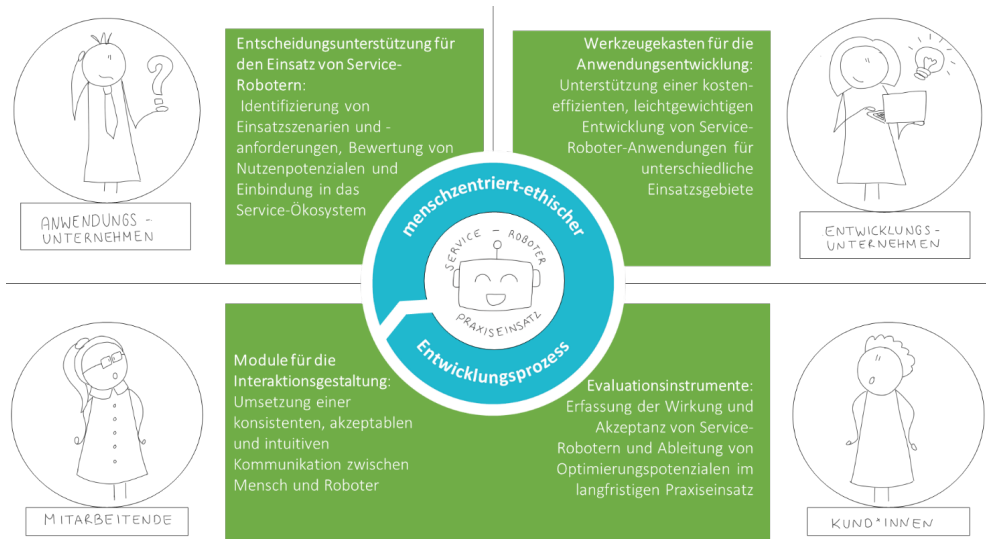 Entscheidungsunterstützung für
den Einsatz von Service-
Robotern:
Identifizierung von
Einsatzszenarien und -
anforderungen, Bewertung von
Nutzenpotenzialen und
Einbindung in das
Service-Ökosystem
ANWENDUNGS-
UNTERNEHMEN
Werkzeugekasten für die
Anwendungsentwicklung:
Unterstützung einer kosten-
effizienten, leichtgewichtigen
Entwicklung von Service-
Roboter-Anwendungen für
unterschiedliche
Einsatzgebiete
ENTWICKLUNGS-
UNTERNEHMEN
menschzentriert-ethischer
SERVICE - ROBOTER
PRAXISEINSATZ
Entwicklungsprozess
Module für die
Interaktionsgestaltung:
Umsetzung einer
konsistenten, akzeptablen
und intuitiven
Kommunikation zwischen
Mensch und Roboter
MITARBEITENDE
Evaluationsinstrumente:
Erfassung der Wirkung und
Akzeptanz von Service-
Robotern und Ableitung von
Optimierungspotenzialen im
langfristigen Praxiseinsatz
KUND*INNEN